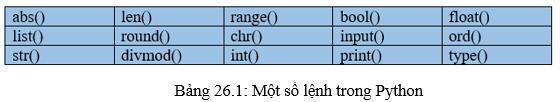 abs() len() range() bool() float()
list() round() chr() input() ord()
str() divmod() int() print() type()
Bảng 26.1: Một số lệnh trong Python